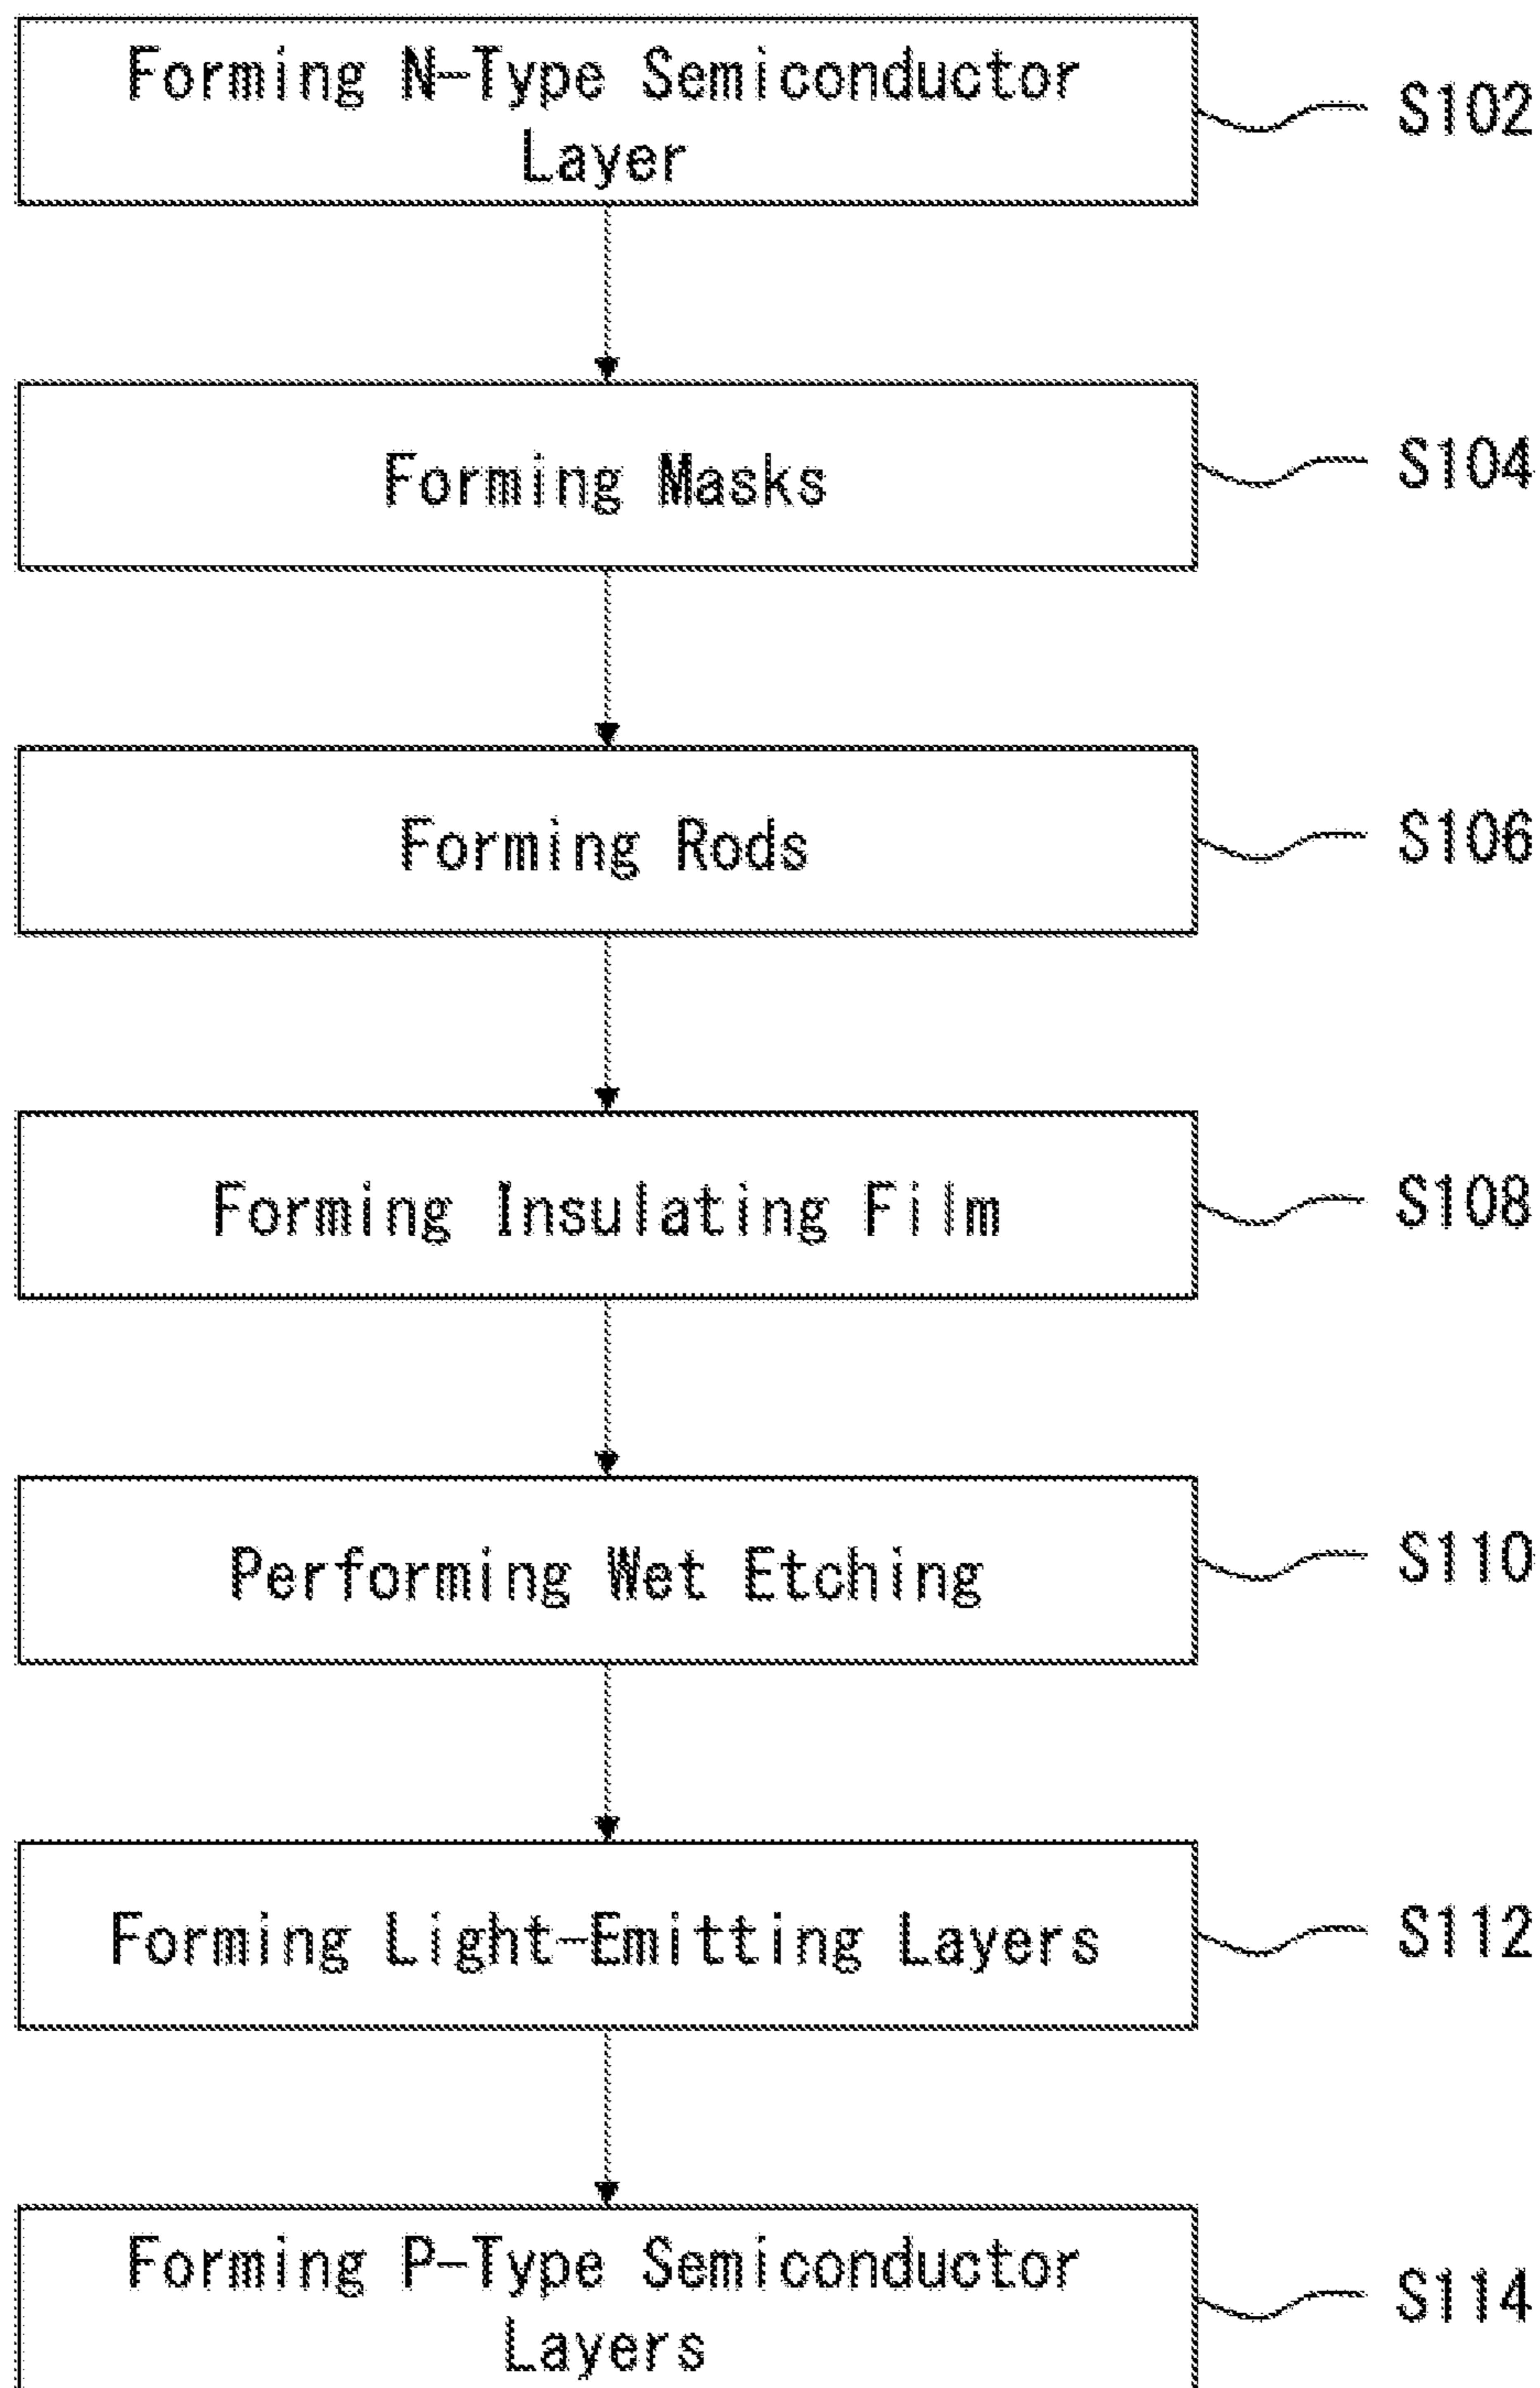 Forming N-Type Semiconductor
Layer
S102
Forming Masks
S104
Forming Rods
S106
Forming Insulating Film
S108
Performing Wet Etching
S110
Forming Light-Emitting Layers
S112
Forming P-Type Semiconductor
Layers
S114